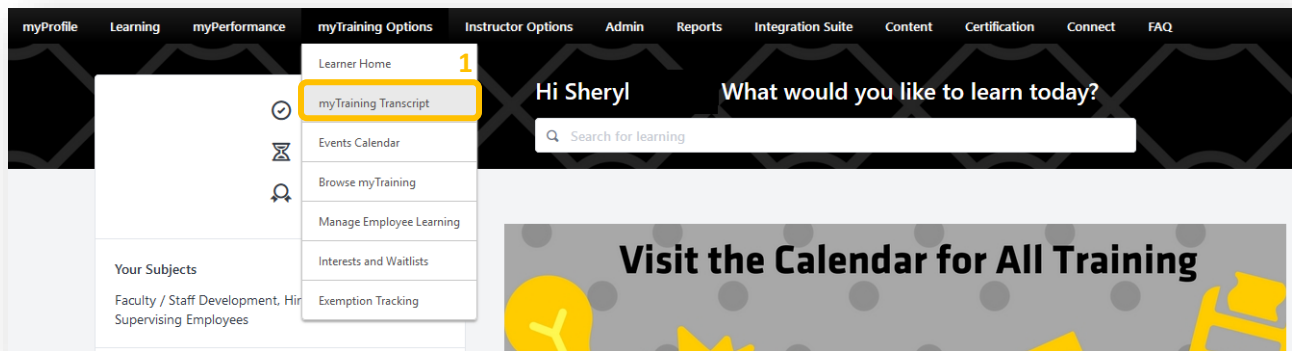 myProfile Learning myPerformance myTraining Options Instructor Options Admin Reports Integration Suite Content Certification Connect FAQ
Learner Home 1
myTraining Transcript
Events Calendar
Browse myTraining
Manage Employee Learning
Interests and Waitlists
Exemption Tracking
Hi Sheryl What would you like to learn today?
Search for learning
Your Subjects
Faculty / Staff Development, Hir
Supervising Employees
Visit the Calendar for All Training